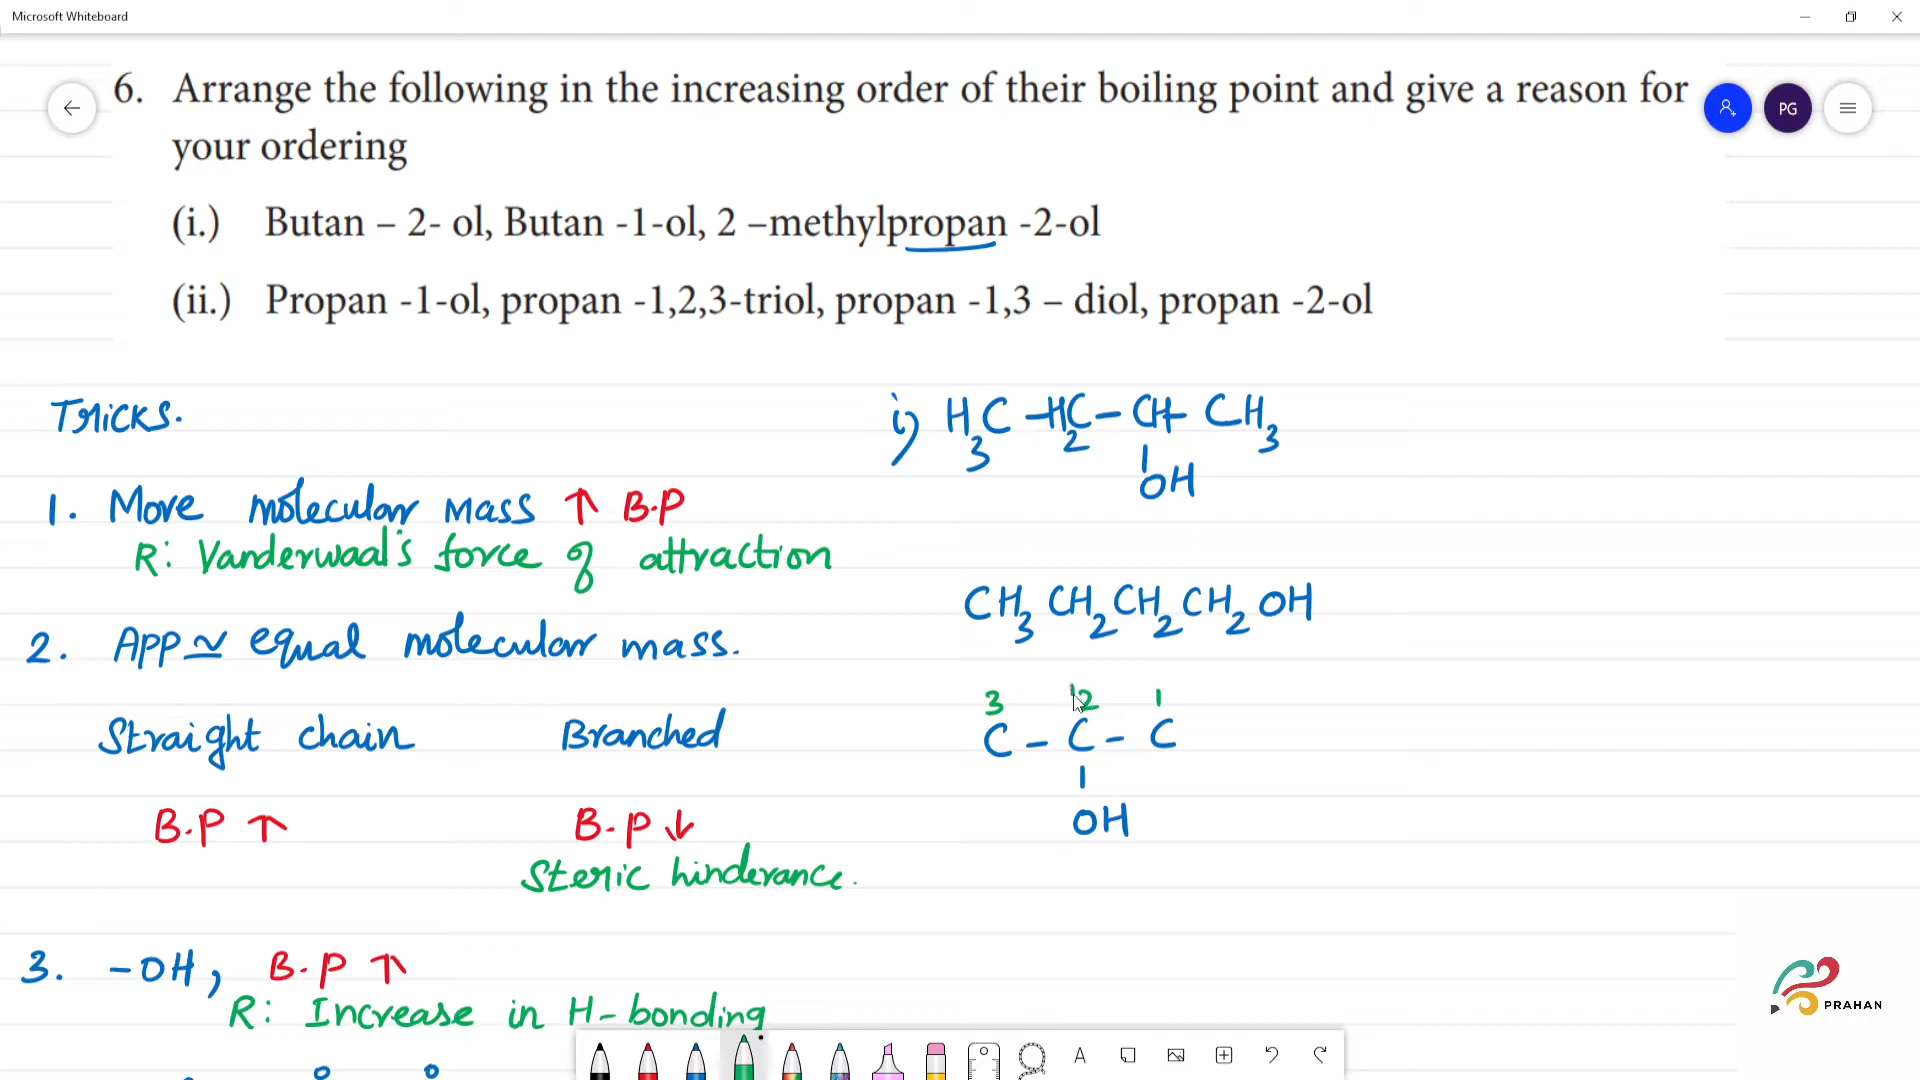 Microsoft Whiteboard
6. Arrange the following in the increasing order of their boiling point and give a reason for
your ordering
PG
(i.) Butan – 2- ol, Butan -1-ol, 2 –methylpropan -2-ol
(ii.) Propan -1-ol, propan -1,2,3-triol, propan -1,3 – diol, propan -2-ol
Tricks.
1. More molecular mass ↑ B.P
R: Vanderwaal's force of attraction
2. App ≃ equal molecular mass.
Straight chain Branched
B.P ↑ B.P ↓
Steric hinderance.
3. -OH, B.P ↑
R: Increase in H-bonding
i) H3C - H2C - CH - CH3
OH
CH3 CH2 CH2 CH2 OH
3 2 1
C - C - C
OH
PRAHAN
A